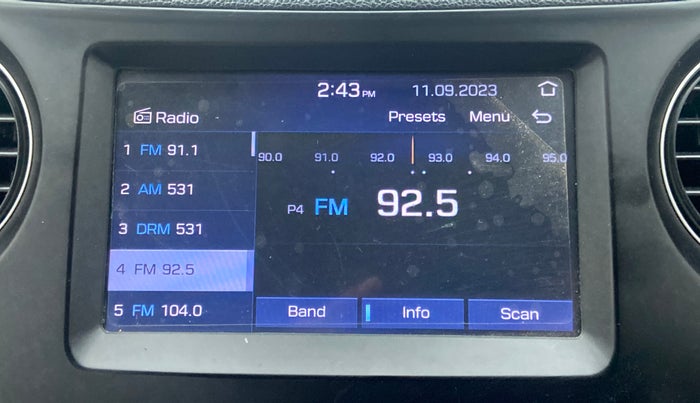 2:43 PM 11.09.2023
Radio Presets Menu
1 FM 91.1
90.0 91.0 92.0 93.0 94.0 95.0
2 AM 531
P4 FM 92.5
3 DRM 531
4 FM 92.5
5 FM 104.0
Band Info Scan